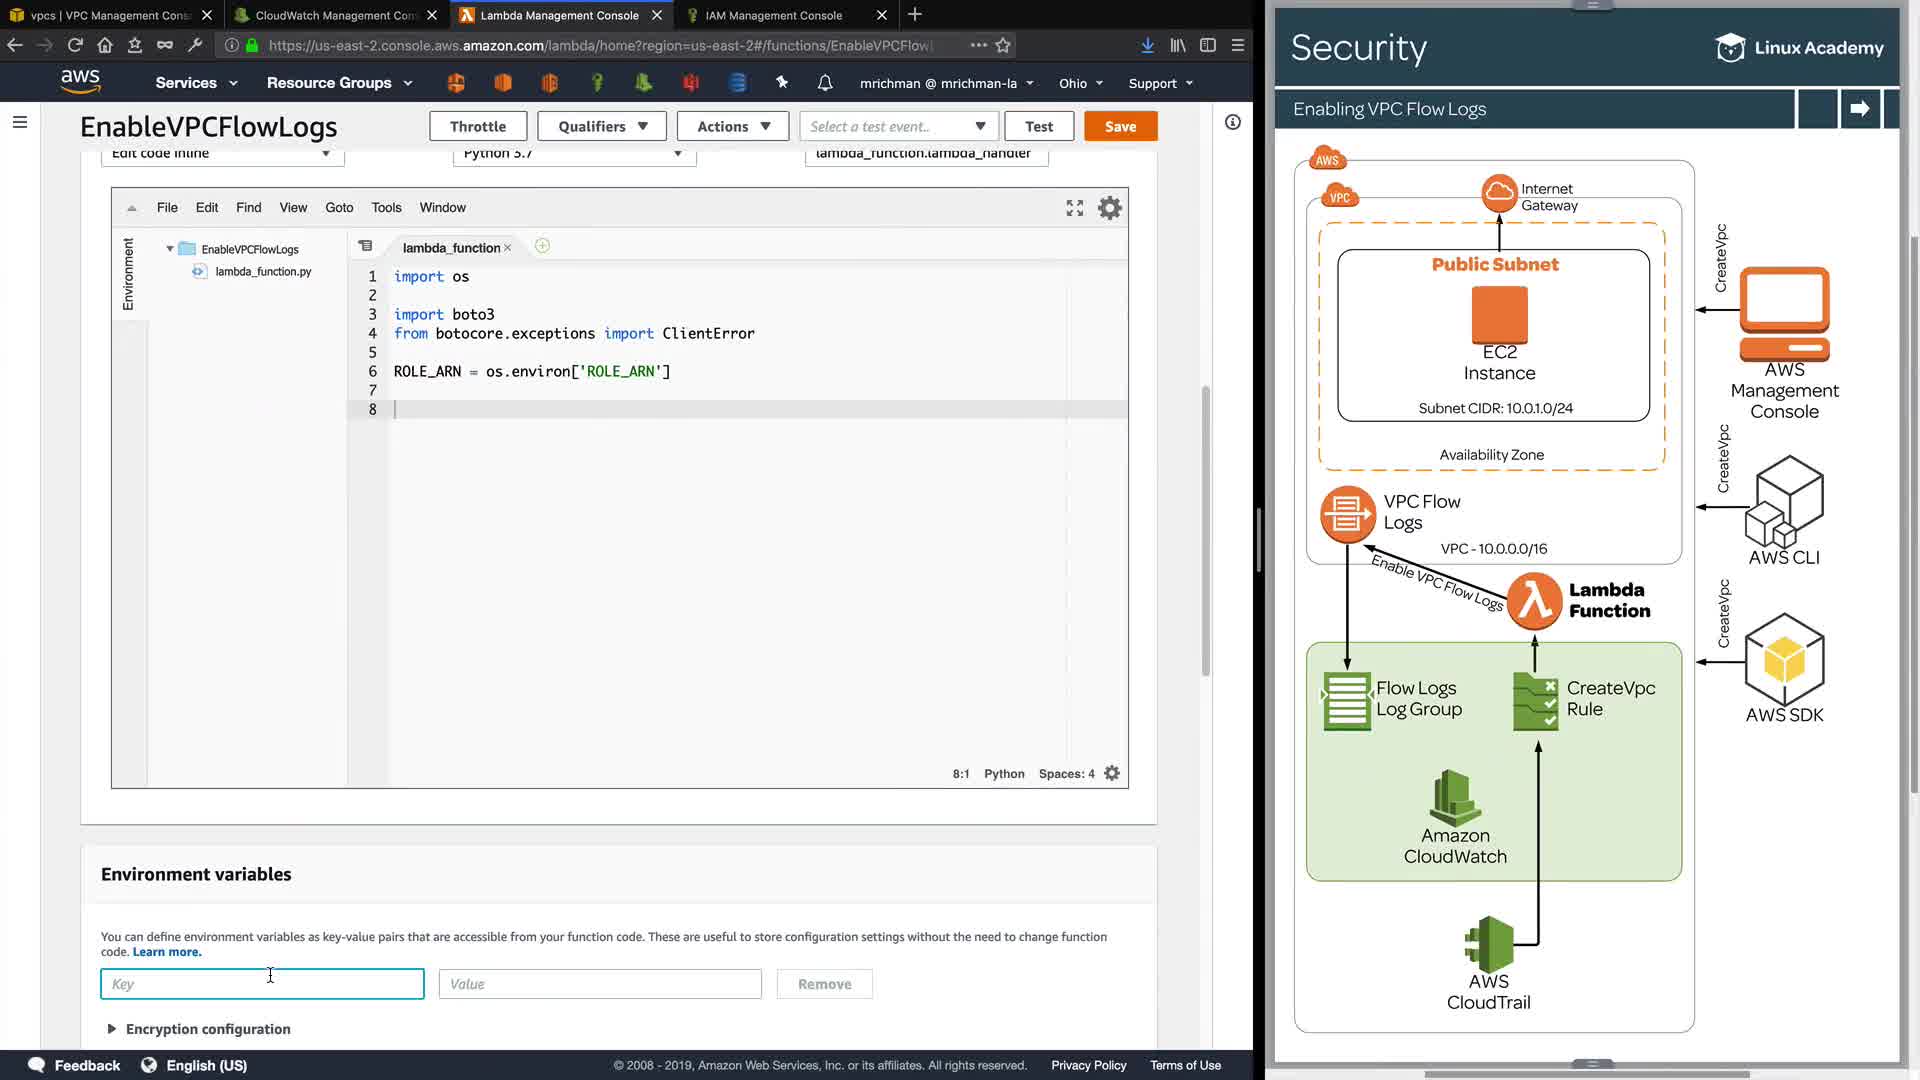 vpcs | VPC Management Cons
CloudWatch Management Con
Lambda Management Console
IAM Management Console
https://us-east-2.console.aws.amazon.com/lambda/home?region=us-east-2#/functions/EnableVPCFlow
aws
Services
Resource Groups
mrichman @ mrichman-la
Ohio
Support
EnableVPCFlowLogs
Throttle
Qualifiers
Actions
Select a test event..
Test
Save
Edit code inline
Python 3.7
lambda_function.lambda_handler
File
Edit
Find
View
Goto
Tools
Window
Environment
EnableVPCFlowLogs
lambda_function.py
lambda_function
1 import os
2
3 import boto3
4 from botocore.exceptions import ClientError
5
6 ROLE_ARN = os.environ['ROLE_ARN']
7
8
8:1 Python Spaces: 4
Environment variables
You can define environment variables as key-value pairs that are accessible from your function code. These are useful to store configuration settings without the need to change function
code. Learn more.
Key
Value
Remove
Encryption configuration
Feedback
English (US)
© 2008 - 2019, Amazon Web Services, Inc. or its affiliates. All rights reserved.
Privacy Policy
Terms of Use
Security
Linux Academy
Enabling VPC Flow Logs
AWS
VPC
Internet
Gateway
Public Subnet
EC2
Instance
Subnet CIDR: 10.0.1.0/24
Availability Zone
VPC Flow
Logs
VPC - 10.0.0.0/16
Enable VPC Flow Logs
Lambda
Function
Flow Logs
Log Group
CreateVpc
Rule
Amazon
CloudWatch
AWS
CloudTrail
CreateVpc
AWS
Management
Console
CreateVpc
AWS CLI
CreateVpc
AWS SDK